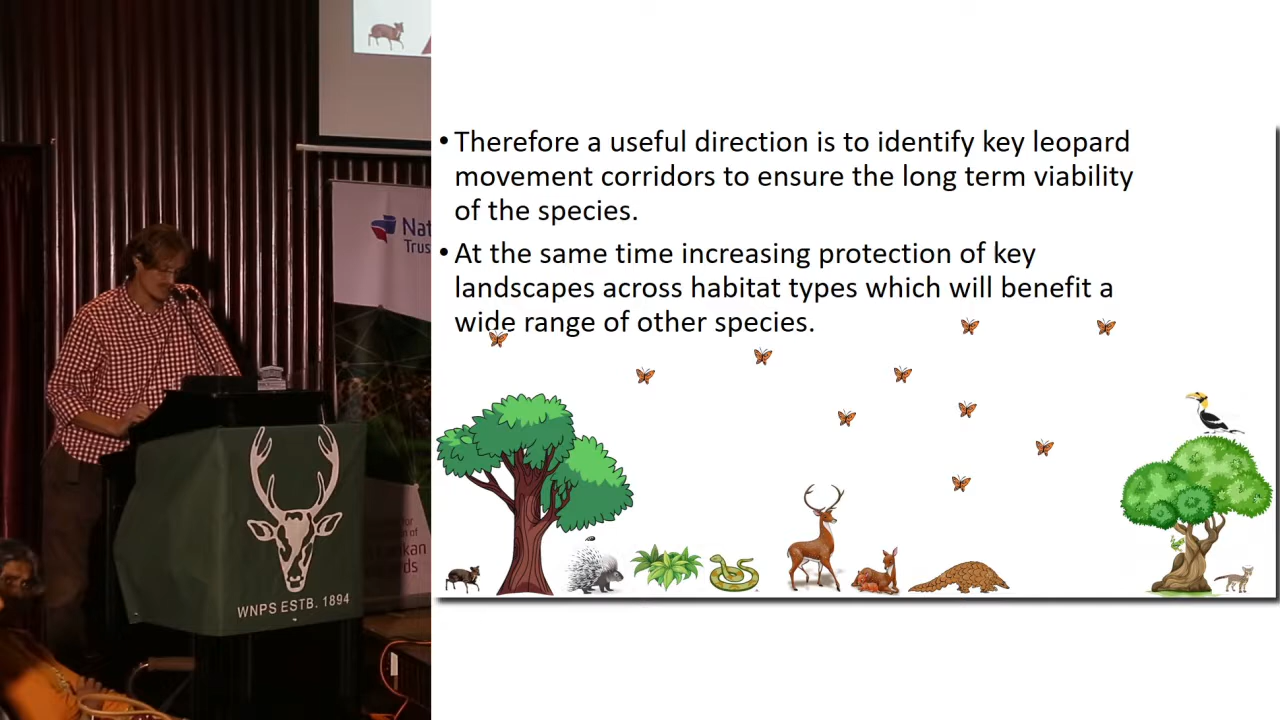 • Therefore a useful direction is to identify key leopard
movement corridors to ensure the long term viability
of the species.
• At the same time increasing protection of key
landscapes across habitat types which will benefit a
wide range of other species.
Nat
Trus
WNPS ESTB. 1894